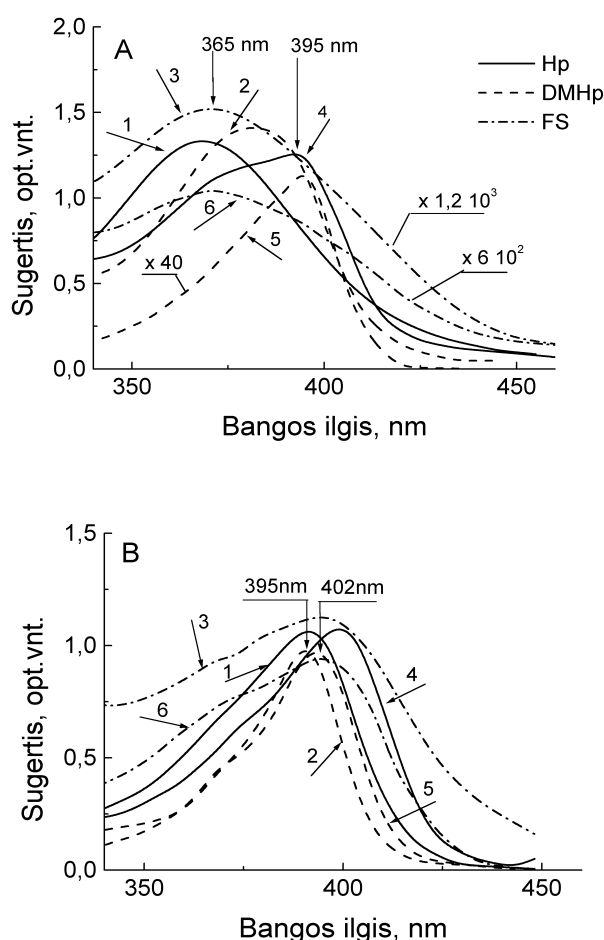 A
365 nm 395 nm
Hp
DMHp
FS
3
2
4
1
6
5
x 1,2 10³
x 6 10²
x 40
2,0
1,5
1,0
0,5
0,0
Sugertis, opt.vnt.
350 400 450
Bangos ilgis, nm
B
395nm 402nm
3
1
4
6
2
5
1,5
1,0
0,5
0,0
Sugertis, opt.vnt.
350 400 450
Bangos ilgis, nm